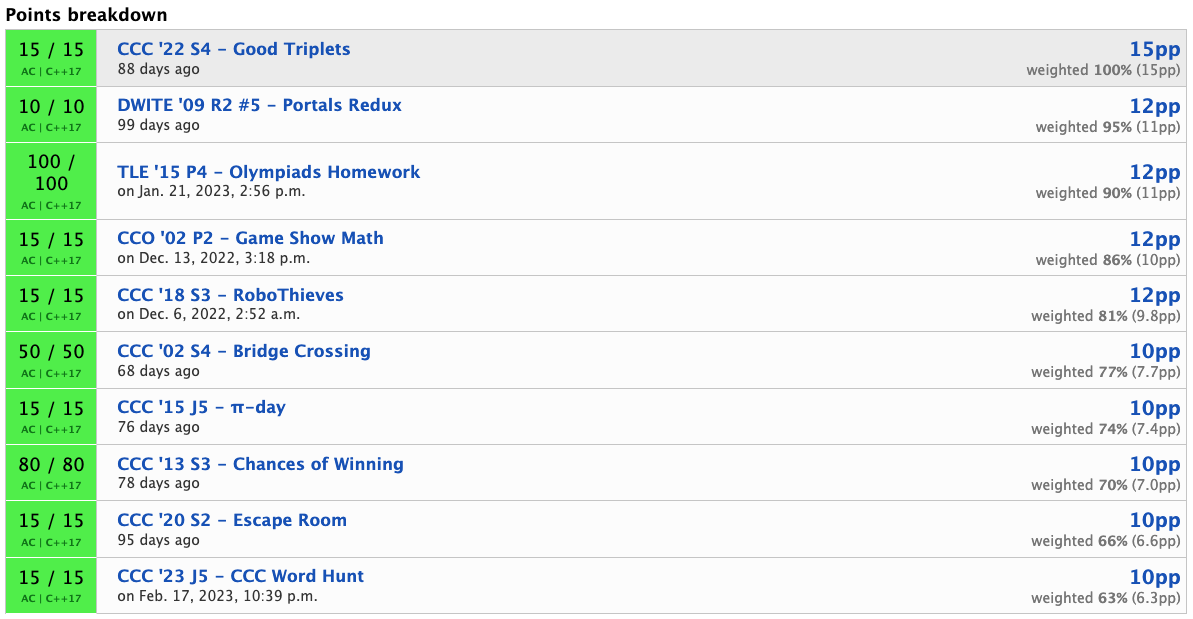 Points breakdown
15 / 15
AC | C++17
CCC '22 S4 - Good Triplets
88 days ago
15pp
weighted 100% (15pp)
10 / 10
AC | C++17
DWITE '09 R2 #5 - Portals Redux
99 days ago
12pp
weighted 95% (11pp)
100 /
100
AC | C++17
TLE '15 P4 - Olympiads Homework
on Jan. 21, 2023, 2:56 p.m.
12pp
weighted 90% (11pp)
15 / 15
AC | C++17
CCO '02 P2 - Game Show Math
on Dec. 13, 2022, 3:18 p.m.
12pp
weighted 86% (10pp)
15 / 15
AC | C++17
CCC '18 S3 - RoboThieves
on Dec. 6, 2022, 2:52 a.m.
12pp
weighted 81% (9.8pp)
50 / 50
AC | C++17
CCC '02 S4 - Bridge Crossing
68 days ago
10pp
weighted 77% (7.7pp)
15 / 15
AC | C++17
CCC '15 J5 - π-day
76 days ago
10pp
weighted 74% (7.4pp)
80 / 80
AC | C++17
CCC '13 S3 - Chances of Winning
78 days ago
10pp
weighted 70% (7.0pp)
15 / 15
AC | C++17
CCC '20 S2 - Escape Room
95 days ago
10pp
weighted 66% (6.6pp)
15 / 15
AC | C++17
CCC '23 J5 - CCC Word Hunt
on Feb. 17, 2023, 10:39 p.m.
10pp
weighted 63% (6.3pp)